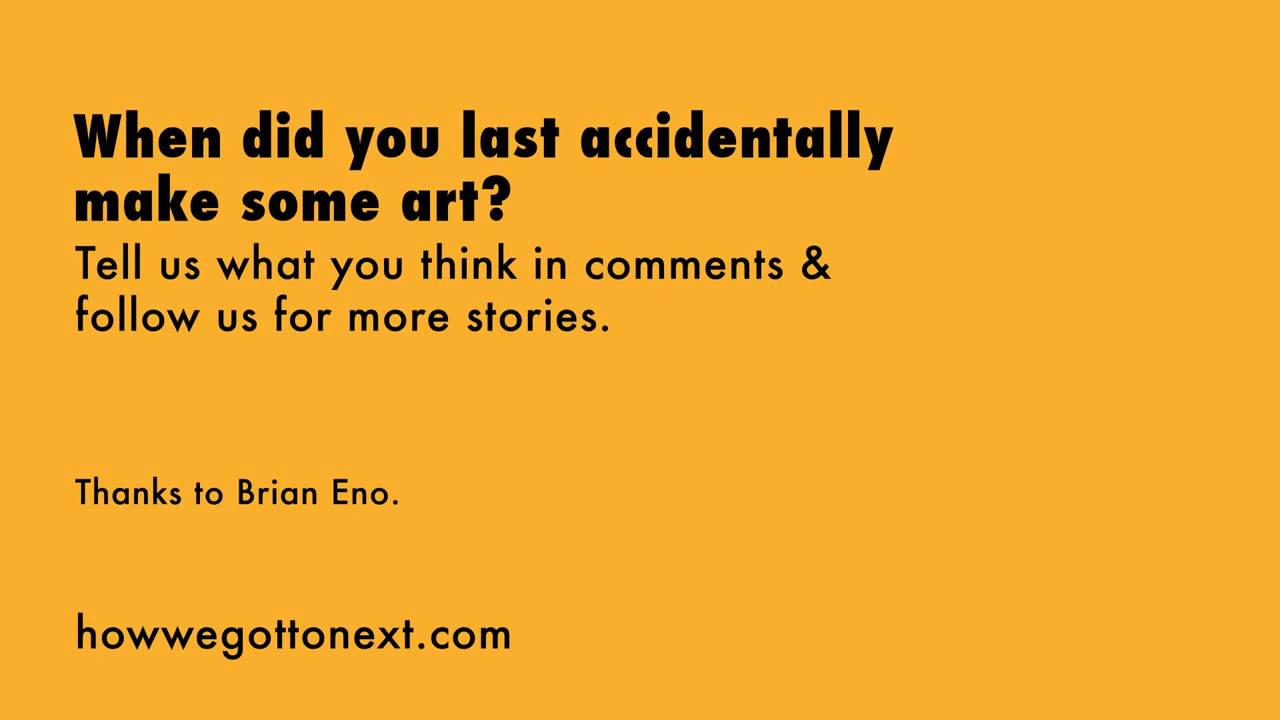 When did you last accidentally
make some art?
Tell us what you think in comments &
follow us for more stories.
Thanks to Brian Eno.
howwegottonext.com